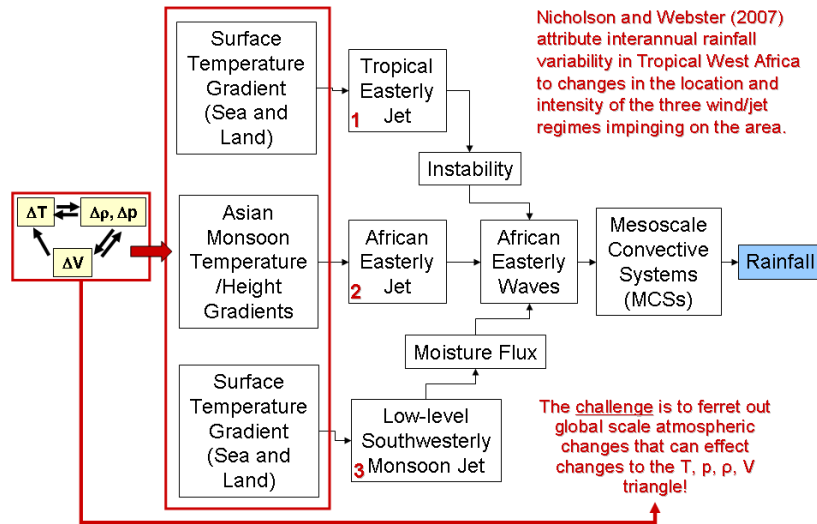 Surface
Temperature
Gradient
(Sea and
Land)
Tropical
Easterly
Jet
1
Nicholson and Webster (2007)
attribute interannual rainfall
variability in Tropical West Africa
to changes in the location and
intensity of the three wind/jet
regimes impinging on the area.
Instability
ΔT
Δρ, Δp
ΔV
Asian
Monsoon
Temperature
/Height
Gradients
African
Easterly
Jet
2
African
Easterly
Waves
Mesoscale
Convective
Systems
(MCSs)
Rainfall
Moisture Flux
Surface
Temperature
Gradient
(Sea and
Land)
Low-level
Southwesterly
Monsoon Jet
3
The challenge is to ferret out
global scale atmospheric
changes that can effect
changes to the T, p, ρ, V
triangle!